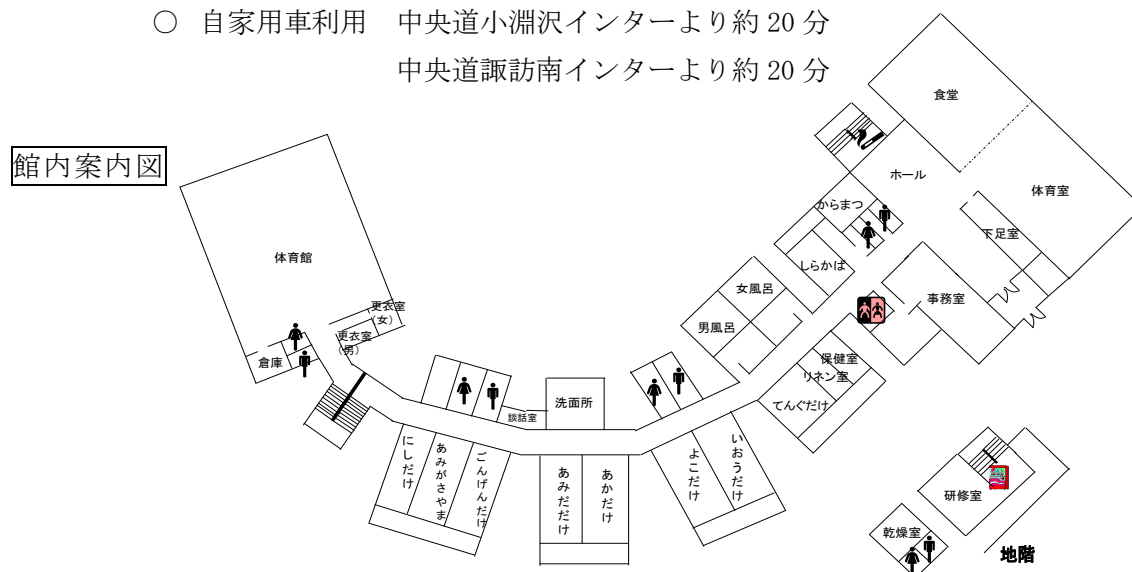 ○ 自家用車利用 中央道小淵沢インターより約 20 分
中央道諏訪南インターより約 20 分
館内案内図
食堂
ホール
体育室
からまつ
下足室
しらかば
事務室
女風呂
男風呂
保健室
リネン室
てんぐだけ
体育館
更衣室
（女）
更衣室
（男）
倉庫
談話室
洗面所
にしだけ
あみがさやま
ごんげんだけ
あみだだけ
あかだけ
よこだけ
いおうだけ
研修室
乾燥室
地階